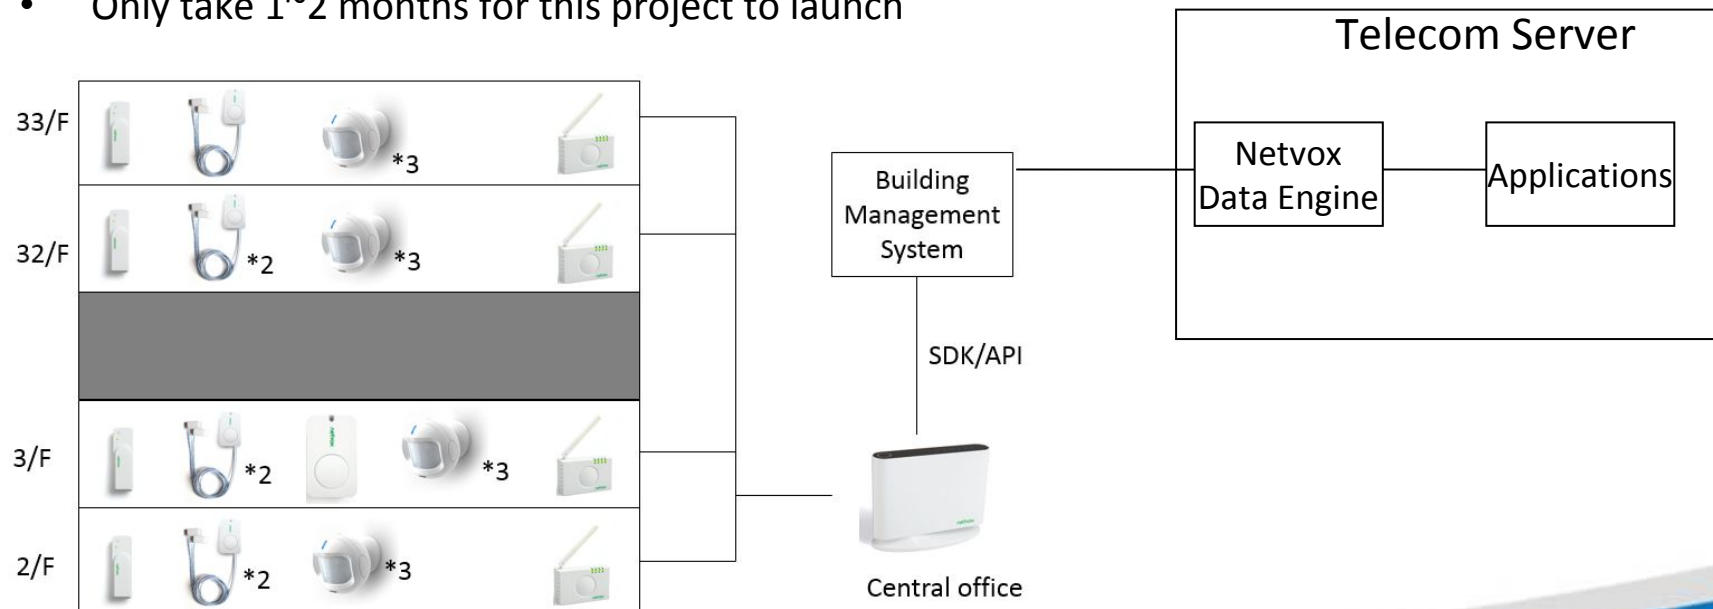 • Only take 1~2 months for this project to launch
Telecom Server
33/F
*3
Netvox
Data Engine
Applications
Building
Management
System
32/F
*2
*3
SDK/API
3/F
*2
*3
2/F
*2
*3
Central office